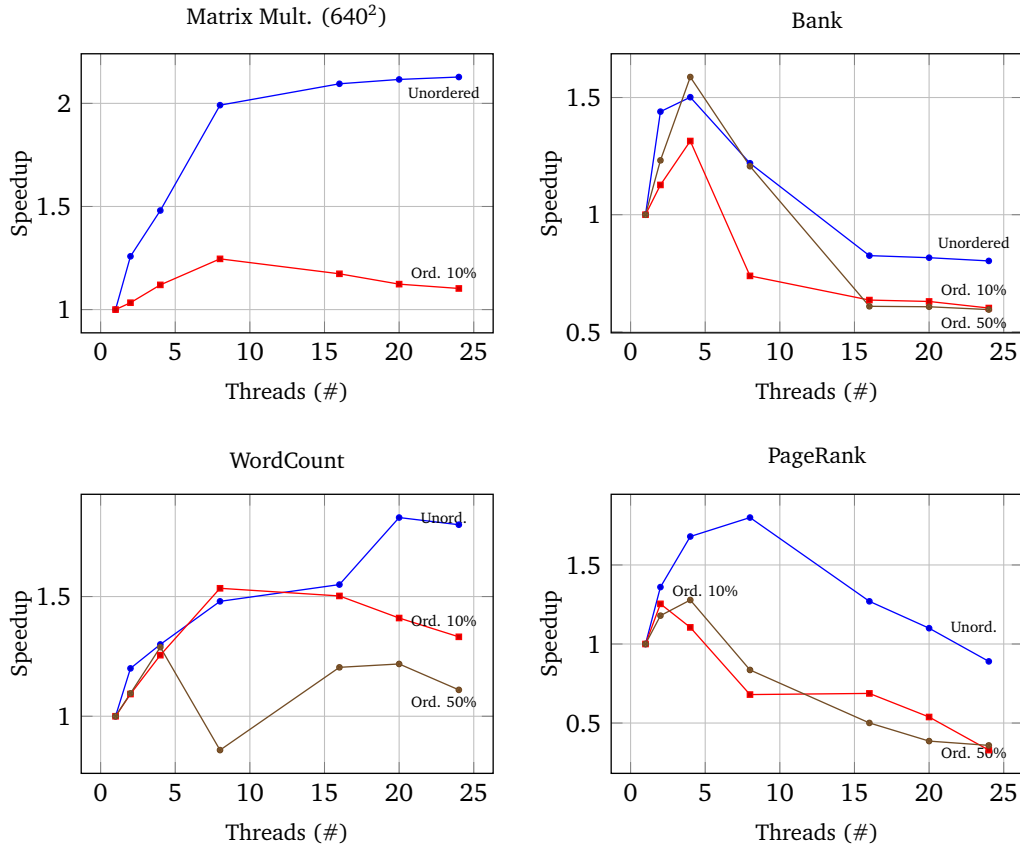 Matrix Mult. (640²)
Speedup
2
1.5
1
Unordered
Ord. 10%
0 5 10 15 20 25
Threads (#)
Bank
Speedup
1.5
1
0.5
Unordered
Ord. 10%
Ord. 50%
0 5 10 15 20 25
Threads (#)
WordCount
Speedup
1.5
1
Unord.
Ord. 10%
Ord. 50%
0 5 10 15 20 25
Threads (#)
PageRank
Speedup
1.5
1
0.5
Ord. 10%
Unord.
Ord. 50%
0 5 10 15 20 25
Threads (#)